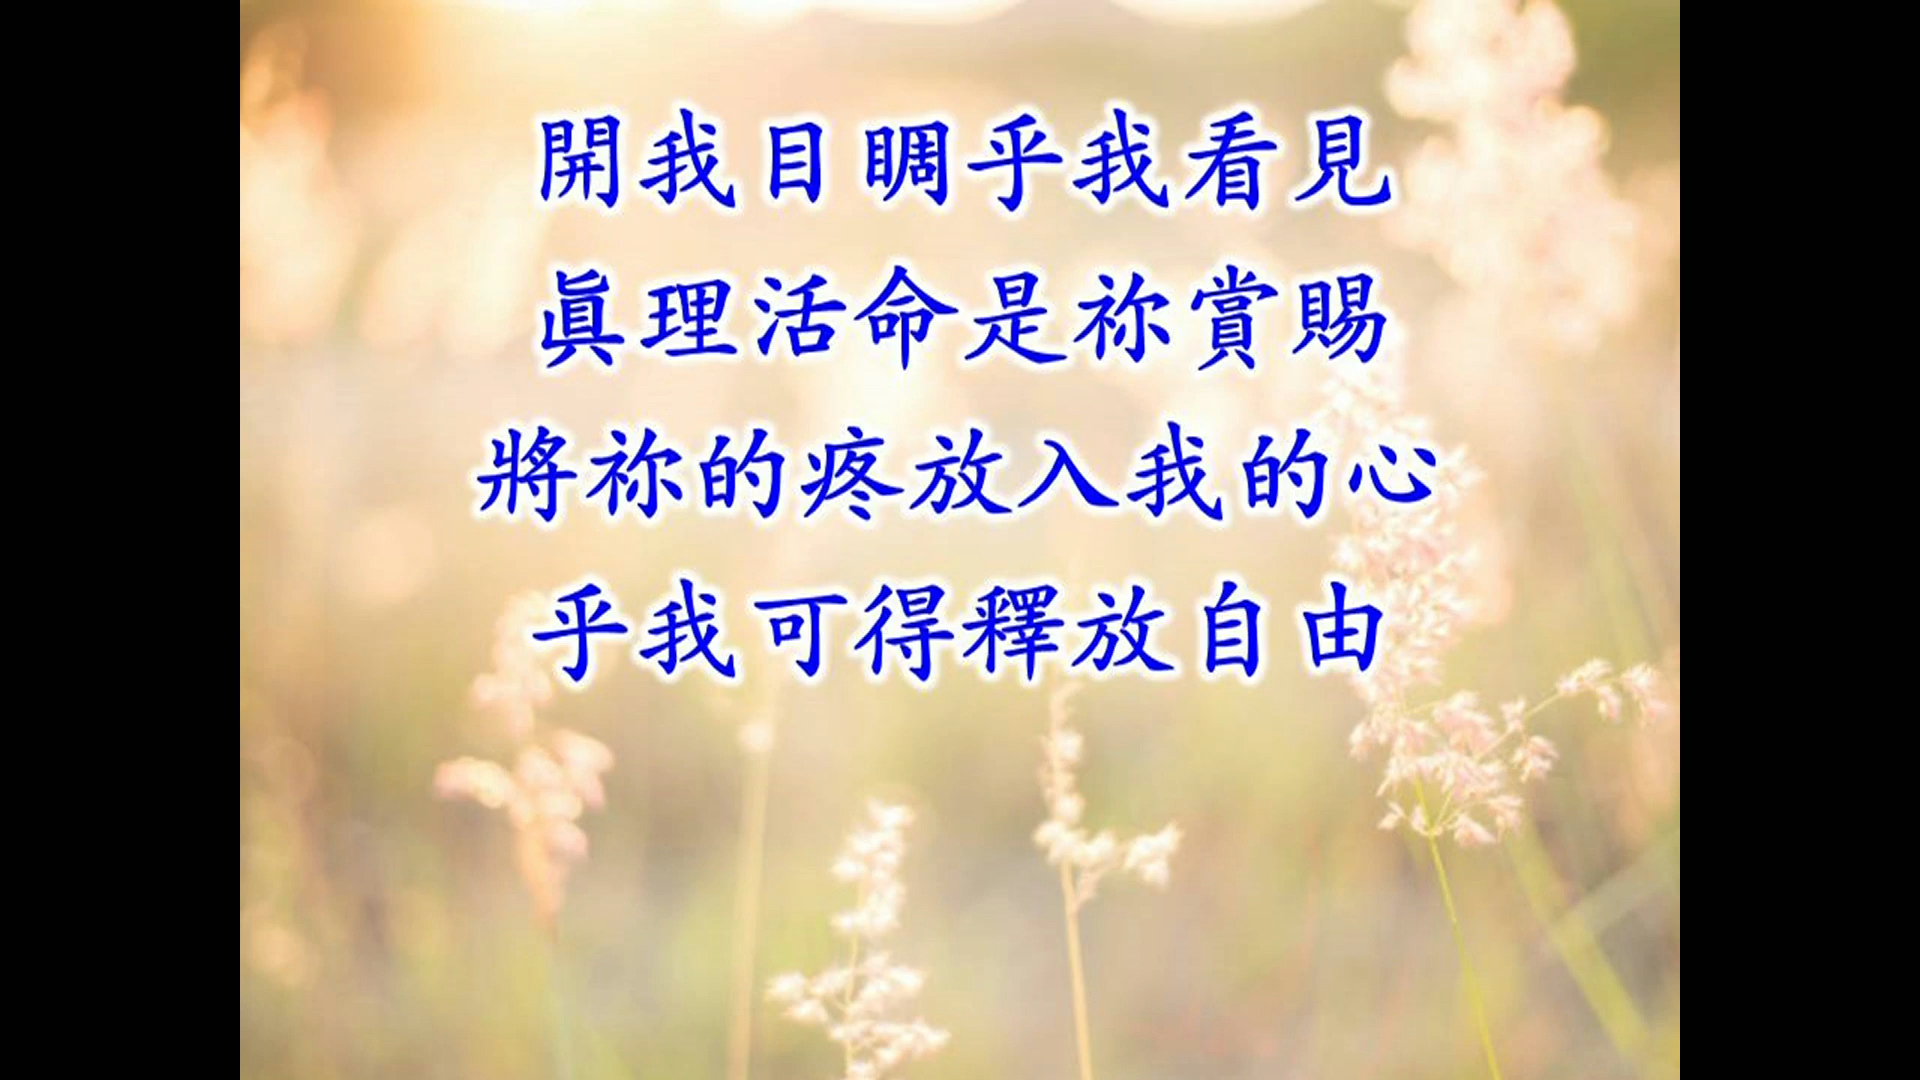 開我目睭乎我看見
眞理活命是祢賞賜
將祢的疼放入我的心
乎我可得釋放自由